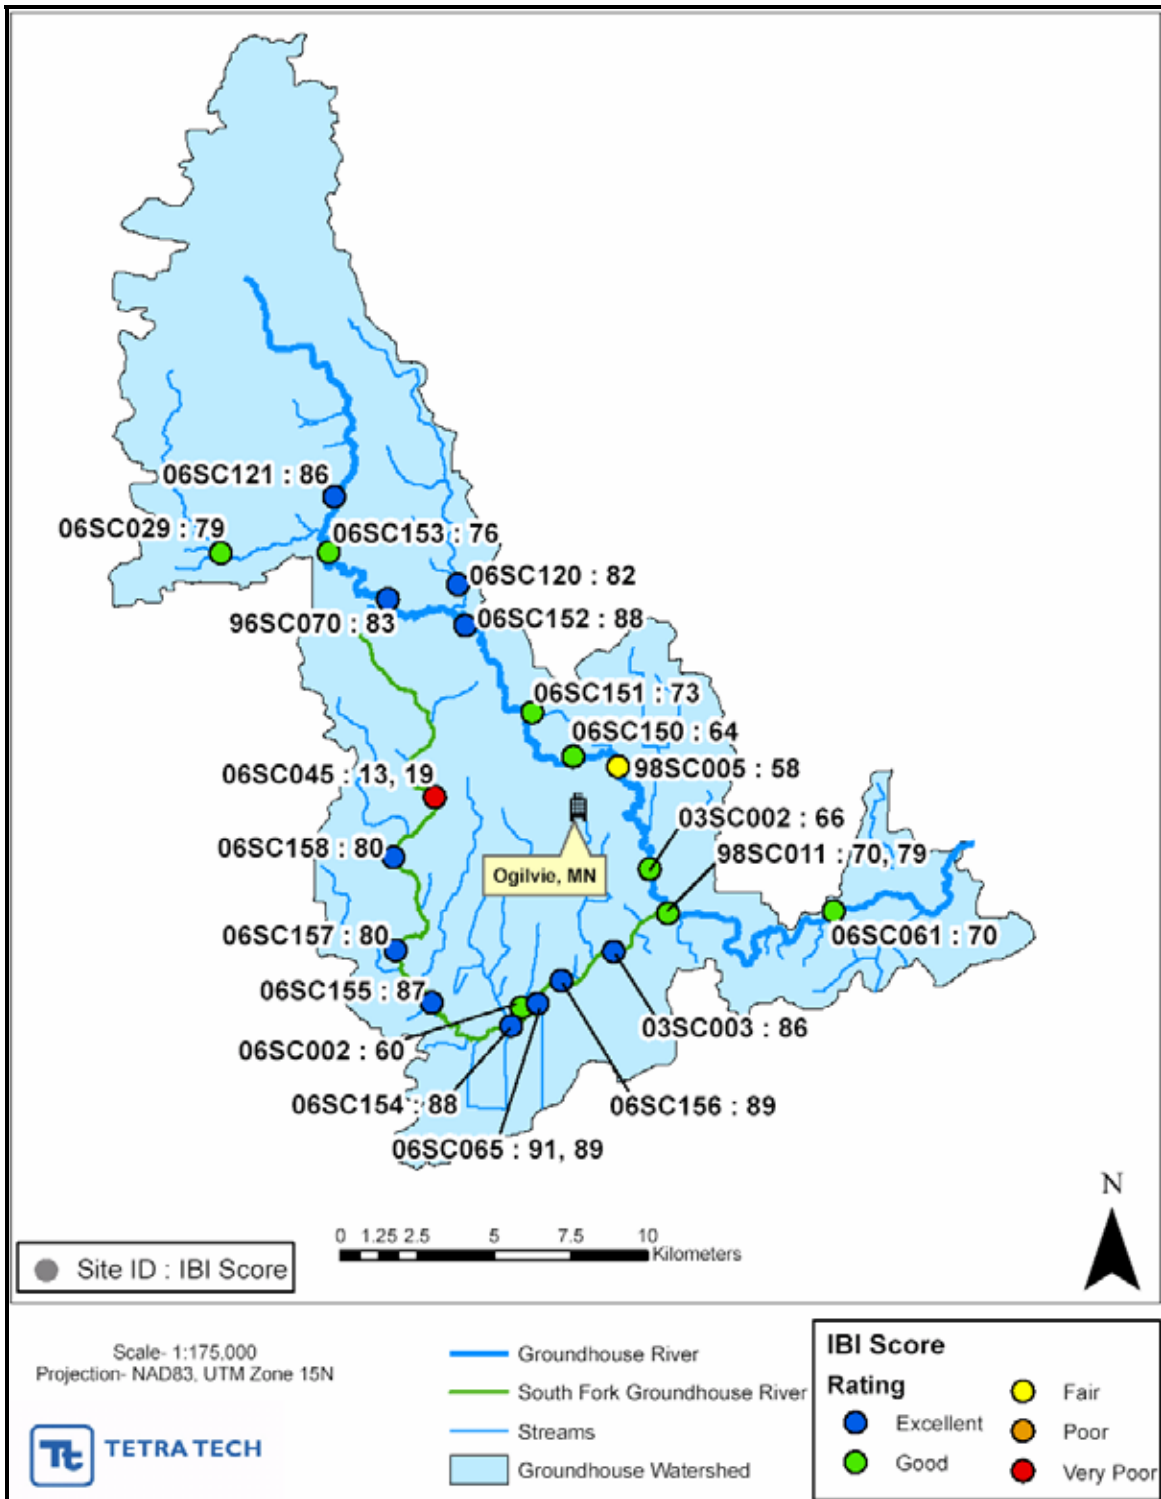 06SC121 : 86
06SC029 : 79
06SC153 : 76
06SC120 : 82
96SC070 : 83
06SC152 : 88
06SC151 : 73
06SC150 : 64
98SC005 : 58
06SC045 : 13, 19
03SC002 : 66
06SC158 : 80
98SC011 : 70, 79
Ogilvie, MN
06SC157 : 80
06SC061 : 70
06SC155 : 87
03SC003 : 86
06SC002 : 60
06SC154 : 88
06SC156 : 89
06SC065 : 91, 89
N
0 1.25 2.5 5 7.5 10
Kilometers
Site ID : IBI Score
Scale- 1:175,000
Projection- NAD83, UTM Zone 15N
Tt TETRA TECH
Groundhouse River
South Fork Groundhouse River
Streams
Groundhouse Watershed
IBI Score
Rating
Excellent
Good
Fair
Poor
Very Poor